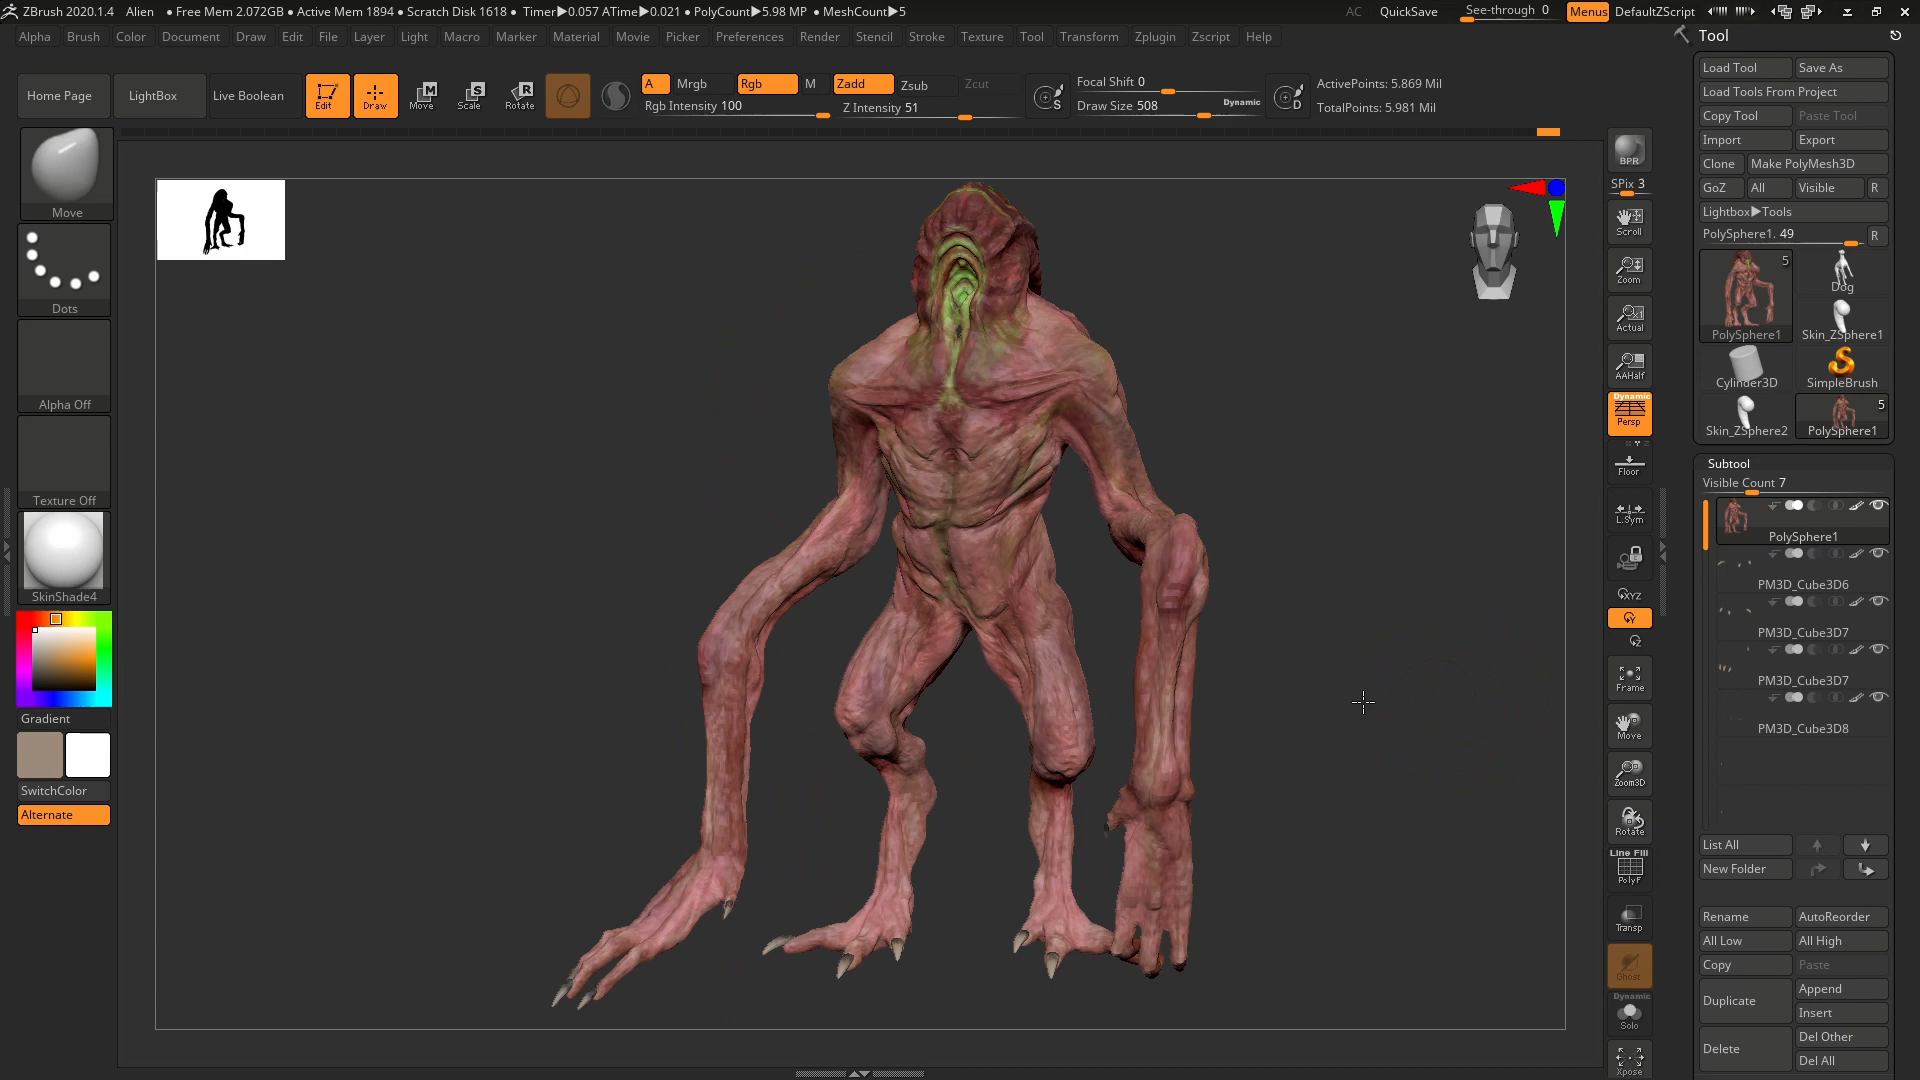 ZBrush 2020.1.4 Alien • Free Mem 2.072GB • Active Mem 1894 • Scratch Disk 1618 • Timer▶0.057 ATime▶0.021 • PolyCount▶5.98 MP • MeshCount▶5
AC QuickSave See-through 0 Menus DefaultZScript
Alpha Brush Color Document Draw Edit File Layer Light Macro Marker Material Movie Picker Preferences Render Stencil Stroke Texture Tool Transform Zplugin Zscript Help
Home Page LightBox Live Boolean Edit Draw Move Scale Rotate
M S R
A Mrgb Rgb M Zadd Zsub Zcut
Rgb Intensity 100 Z Intensity 51
S Focal Shift 0
Draw Size 508 Dynamic D
ActivePoints: 5.869 Mil
TotalPoints: 5.981 Mil
Move
Dots
Alpha Off
Texture Off
SkinShade4
Gradient
SwitchColor
Alternate
BPR
SPix 3
Scroll
Zoom
Actual
AAHalf
Dynamic
Persp
Floor
L.Sym
XYZ
Y
Z
Frame
Move
Zoom3D
Rotate
Line Fill
PolyF
Transp
Ghost
Dynamic
Solo
Xpose
Tool
Load Tool Save As
Load Tools From Project
Copy Tool Paste Tool
Import Export
Clone Make PolyMesh3D
GoZ All Visible R
Lightbox▶Tools
PolySphere1. 49 R
5
Dog
PolySphere1 Skin_ZSphere1
Cylinder3D SimpleBrush
5
Skin_ZSphere2 PolySphere1
Subtool
Visible Count 7
PolySphere1
PM3D_Cube3D6
PM3D_Cube3D7
PM3D_Cube3D7
PM3D_Cube3D8
List All
New Folder
Rename AutoReorder
All Low All High
Copy Paste
Duplicate Append
Insert
Delete Del Other
Del All